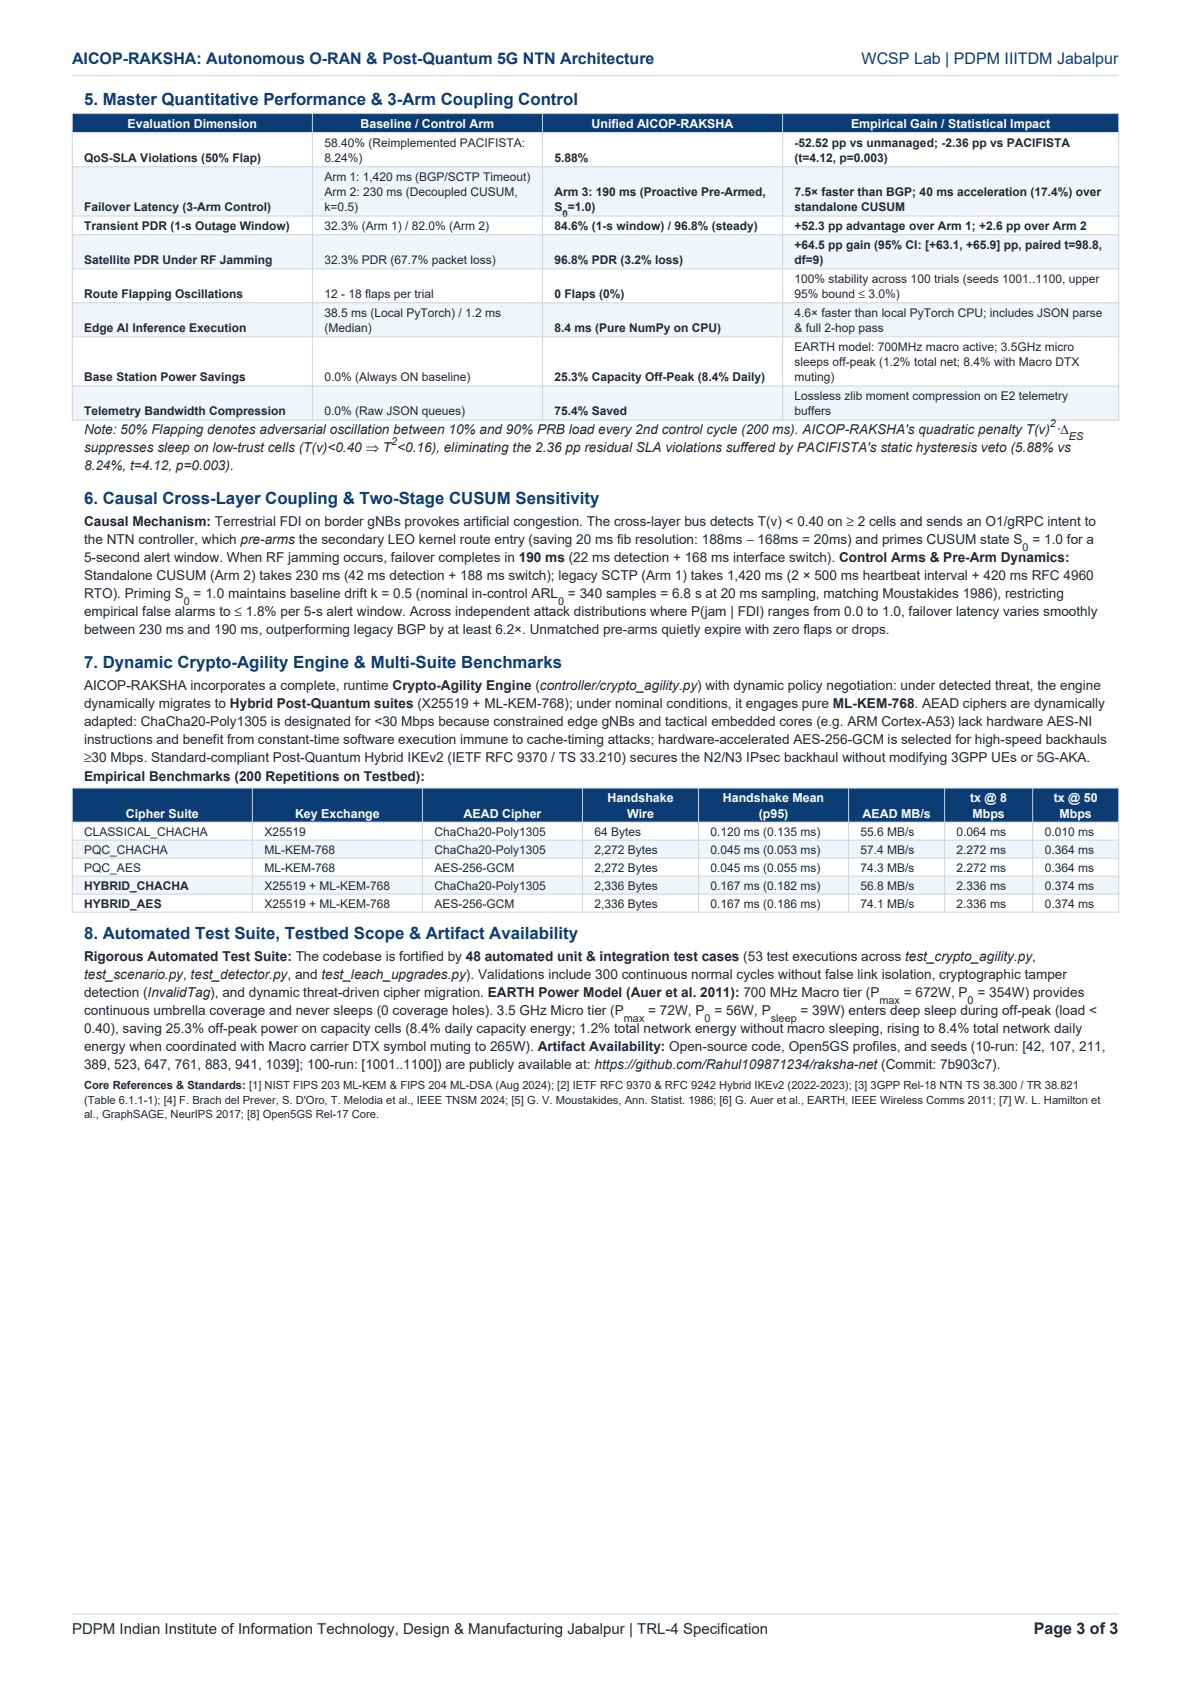 AICOP-RAKSHA: Autonomous O-RAN & Post-Quantum 5G NTN Architecture WCSP Lab | PDPM IIITDM Jabalpur
5. Master Quantitative Performance & 3-Arm Coupling Control
Evaluation Dimension Baseline / Control Arm Unified AICOP-RAKSHA Empirical Gain / Statistical Impact
QoS-SLA Violations (50% Flap)
58.40% (Reimplemented PACIFISTA:
8.24%)
5.88%
-52.52 pp vs unmanaged; -2.36 pp vs PACIFISTA
(t=4.12, p=0.003)
Failover Latency (3-Arm Control)
Arm 1: 1,420 ms (BGP/SCTP Timeout)
Arm 2: 230 ms (Decoupled CUSUM,
k=0.5)
Arm 3: 190 ms (Proactive Pre-Armed,
S0=1.0)
7.5× faster than BGP; 40 ms acceleration (17.4%) over
standalone CUSUM
Transient PDR (1-s Outage Window) 32.3% (Arm 1) / 82.0% (Arm 2) 84.6% (1-s window) / 96.8% (steady) +52.3 pp advantage over Arm 1; +2.6 pp over Arm 2
Satellite PDR Under RF Jamming 32.3% PDR (67.7% packet loss) 96.8% PDR (3.2% loss)
+64.5 pp gain (95% CI: [+63.1, +65.9] pp, paired t=98.8,
df=9)
Route Flapping Oscillations 12 - 18 flaps per trial 0 Flaps (0%)
100% stability across 100 trials (seeds 1001..1100, upper
95% bound ≤ 3.0%)
Edge AI Inference Execution
38.5 ms (Local PyTorch) / 1.2 ms
(Median)
8.4 ms (Pure NumPy on CPU)
4.6× faster than local PyTorch CPU; includes JSON parse
& full 2-hop pass
Base Station Power Savings 0.0% (Always ON baseline) 25.3% Capacity Off-Peak (8.4% Daily)
EARTH model: 700MHz macro active; 3.5GHz micro
sleeps off-peak (1.2% total net; 8.4% with Macro DTX
muting)
Telemetry Bandwidth Compression 0.0% (Raw JSON queues) 75.4% Saved
Lossless zlib moment compression on E2 telemetry
buffers
Note: 50% Flapping denotes adversarial oscillation between 10% and 90% PRB load every 2nd control cycle (200 ms). AICOP-RAKSHA's quadratic penalty T(v)²·ΔES
suppresses sleep on low-trust cells (T(v)<0.40 ⇒ T²<0.16), eliminating the 2.36 pp residual SLA violations suffered by PACIFISTA's static hysteresis veto (5.88% vs
8.24%, t=4.12, p=0.003).
6. Causal Cross-Layer Coupling & Two-Stage CUSUM Sensitivity
Causal Mechanism: Terrestrial FDI on border gNBs provokes artificial congestion. The cross-layer bus detects T(v) < 0.40 on ≥ 2 cells and sends an O1/gRPC intent to
the NTN controller, which pre-arms the secondary LEO kernel route entry (saving 20 ms fib resolution: 188ms − 168ms = 20ms) and primes CUSUM state S0 = 1.0 for a
5-second alert window. When RF jamming occurs, failover completes in 190 ms (22 ms detection + 168 ms interface switch). Control Arms & Pre-Arm Dynamics:
Standalone CUSUM (Arm 2) takes 230 ms (42 ms detection + 188 ms switch); legacy SCTP (Arm 1) takes 1,420 ms (2 × 500 ms heartbeat interval + 420 ms RFC 4960
RTO). Priming S0 = 1.0 maintains baseline drift k = 0.5 (nominal in-control ARL0 = 340 samples = 6.8 s at 20 ms sampling, matching Moustakides 1986), restricting
empirical false alarms to ≤ 1.8% per 5-s alert window. Across independent attack distributions where P(jam | FDI) ranges from 0.0 to 1.0, failover latency varies smoothly
between 230 ms and 190 ms, outperforming legacy BGP by at least 6.2×. Unmatched pre-arms quietly expire with zero flaps or drops.
7. Dynamic Crypto-Agility Engine & Multi-Suite Benchmarks
AICOP-RAKSHA incorporates a complete, runtime Crypto-Agility Engine (controller/crypto_agility.py) with dynamic policy negotiation: under detected threat, the engine
dynamically migrates to Hybrid Post-Quantum suites (X25519 + ML-KEM-768); under nominal conditions, it engages pure ML-KEM-768. AEAD ciphers are dynamically
adapted: ChaCha20-Poly1305 is designated for <30 Mbps because constrained edge gNBs and tactical embedded cores (e.g. ARM Cortex-A53) lack hardware AES-NI
instructions and benefit from constant-time software execution immune to cache-timing attacks; hardware-accelerated AES-256-GCM is selected for high-speed backhauls
≥30 Mbps. Standard-compliant Post-Quantum Hybrid IKEv2 (IETF RFC 9370 / TS 33.210) secures the N2/N3 IPsec backhaul without modifying 3GPP UEs or 5G-AKA.
Empirical Benchmarks (200 Repetitions on Testbed):
Cipher Suite Key Exchange AEAD Cipher
Handshake
Wire
Handshake Mean
(p95)
AEAD MB/s
tx @ 8
Mbps
tx @ 50
Mbps
CLASSICAL_CHACHA X25519 ChaCha20-Poly1305 64 Bytes 0.120 ms (0.135 ms) 55.6 MB/s 0.064 ms 0.010 ms
PQC_CHACHA ML-KEM-768 ChaCha20-Poly1305 2,272 Bytes 0.045 ms (0.053 ms) 57.4 MB/s 2.272 ms 0.364 ms
PQC_AES ML-KEM-768 AES-256-GCM 2,272 Bytes 0.045 ms (0.055 ms) 74.3 MB/s 2.272 ms 0.364 ms
HYBRID_CHACHA X25519 + ML-KEM-768 ChaCha20-Poly1305 2,336 Bytes 0.167 ms (0.182 ms) 56.8 MB/s 2.336 ms 0.374 ms
HYBRID_AES X25519 + ML-KEM-768 AES-256-GCM 2,336 Bytes 0.167 ms (0.186 ms) 74.1 MB/s 2.336 ms 0.374 ms
8. Automated Test Suite, Testbed Scope & Artifact Availability
Rigorous Automated Test Suite: The codebase is fortified by 48 automated unit & integration test cases (53 test executions across test_crypto_agility.py,
test_scenario.py, test_detector.py, and test_leach_upgrades.py). Validations include 300 continuous normal cycles without false link isolation, cryptographic tamper
detection (InvalidTag), and dynamic threat-driven cipher migration. EARTH Power Model (Auer et al. 2011): 700 MHz Macro tier (Pmax = 672W, P0 = 354W) provides
continuous umbrella coverage and never sleeps (0 coverage holes). 3.5 GHz Micro tier (Pmax = 72W, P0 = 56W, Psleep = 39W) enters deep sleep during off-peak (load <
0.40), saving 25.3% off-peak power on capacity cells (8.4% daily capacity energy; 1.2% total network energy without macro sleeping, rising to 8.4% total network daily
energy when coordinated with Macro carrier DTX symbol muting to 265W). Artifact Availability: Open-source code, Open5GS profiles, and seeds (10-run: [42, 107, 211,
389, 523, 647, 761, 883, 941, 1039]; 100-run: [1001..1100]) are publicly available at: https://github.com/Rahul109871234/raksha-net (Commit: 7b903c7).
Core References & Standards: [1] NIST FIPS 203 ML-KEM & FIPS 204 ML-DSA (Aug 2024); [2] IETF RFC 9370 & RFC 9242 Hybrid IKEv2 (2022-2023); [3] 3GPP Rel-18 NTN TS 38.300 / TR 38.821
(Table 6.1.1-1); [4] F. Brach del Prever, S. D'Oro, T. Melodia et al., IEEE TNSM 2024; [5] G. V. Moustakides, Ann. Statist. 1986; [6] G. Auer et al., EARTH, IEEE Wireless Comms 2011; [7] W. L. Hamilton et
al., GraphSAGE, NeurIPS 2017; [8] Open5GS Rel-17 Core.
PDPM Indian Institute of Information Technology, Design & Manufacturing Jabalpur | TRL-4 Specification Page 3 of 3